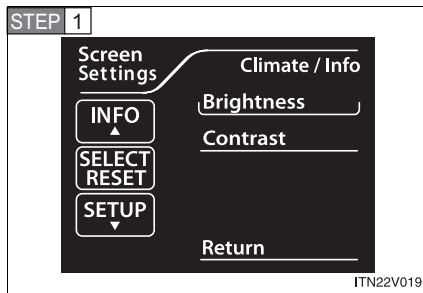 STEP 1
Screen
Settings
Climate / Info
INFO
▲
SELECT
RESET
SETUP
▼
Brightness
Contrast
Return
ITN22V019